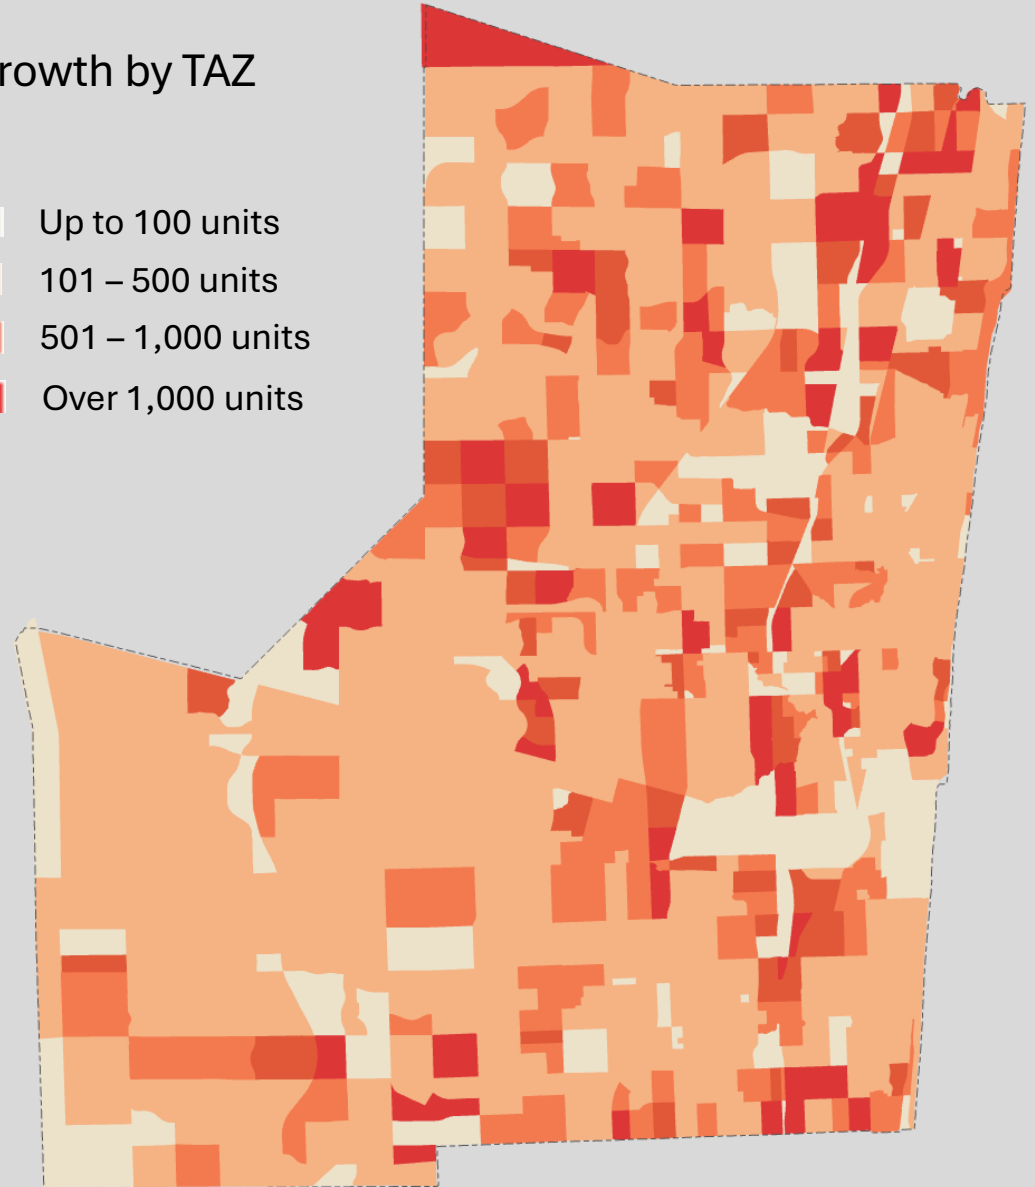 rowth by TAZ
Up to 100 units
101 – 500 units
501 – 1,000 units
Over 1,000 units